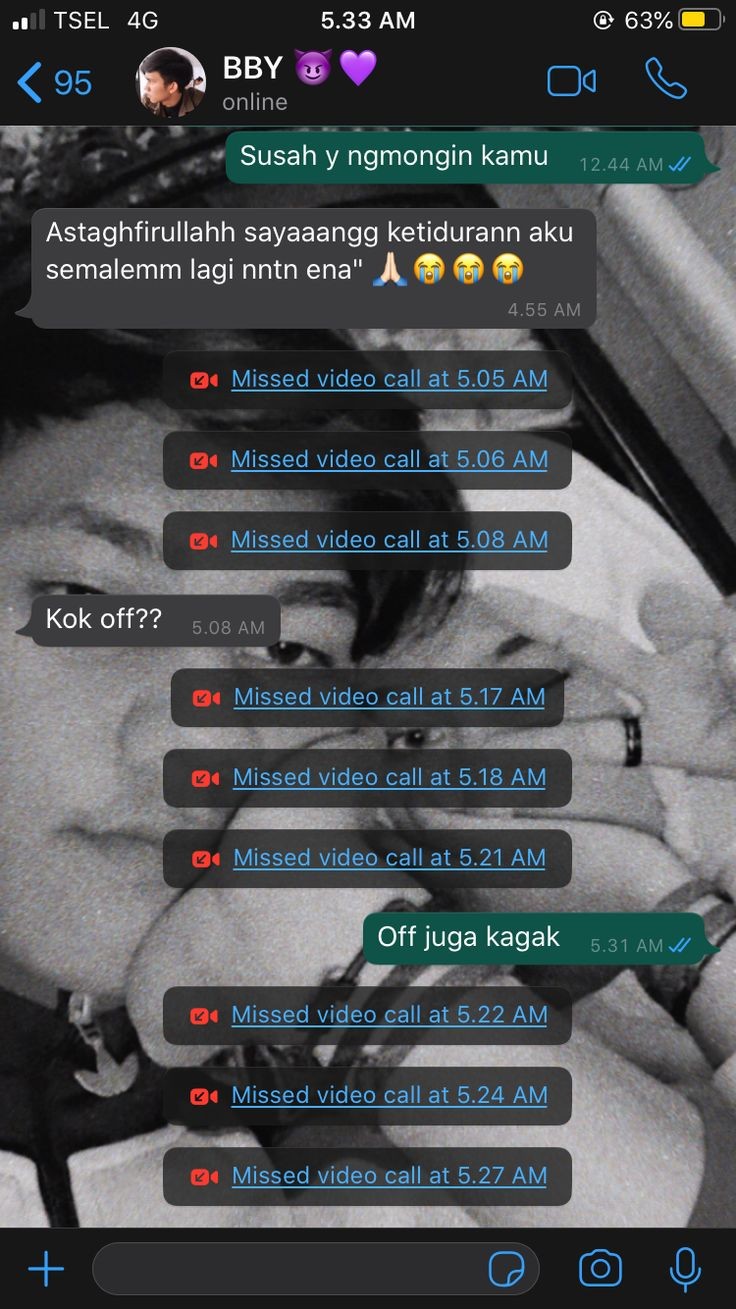 TSEL 4G 5.33 AM 63%
95 BBY 😈💜
online
Susah y ngmongin kamu 12.44 AM
Astaghfirullahh sayaaangg ketidurann aku
semalemm lagi nntn ena" 🙏🏻😭😭😭
4.55 AM
Missed video call at 5.05 AM
Missed video call at 5.06 AM
Missed video call at 5.08 AM
Kok off?? 5.08 AM
Missed video call at 5.17 AM
Missed video call at 5.18 AM
Missed video call at 5.21 AM
Off juga kagak 5.31 AM
Missed video call at 5.22 AM
Missed video call at 5.24 AM
Missed video call at 5.27 AM